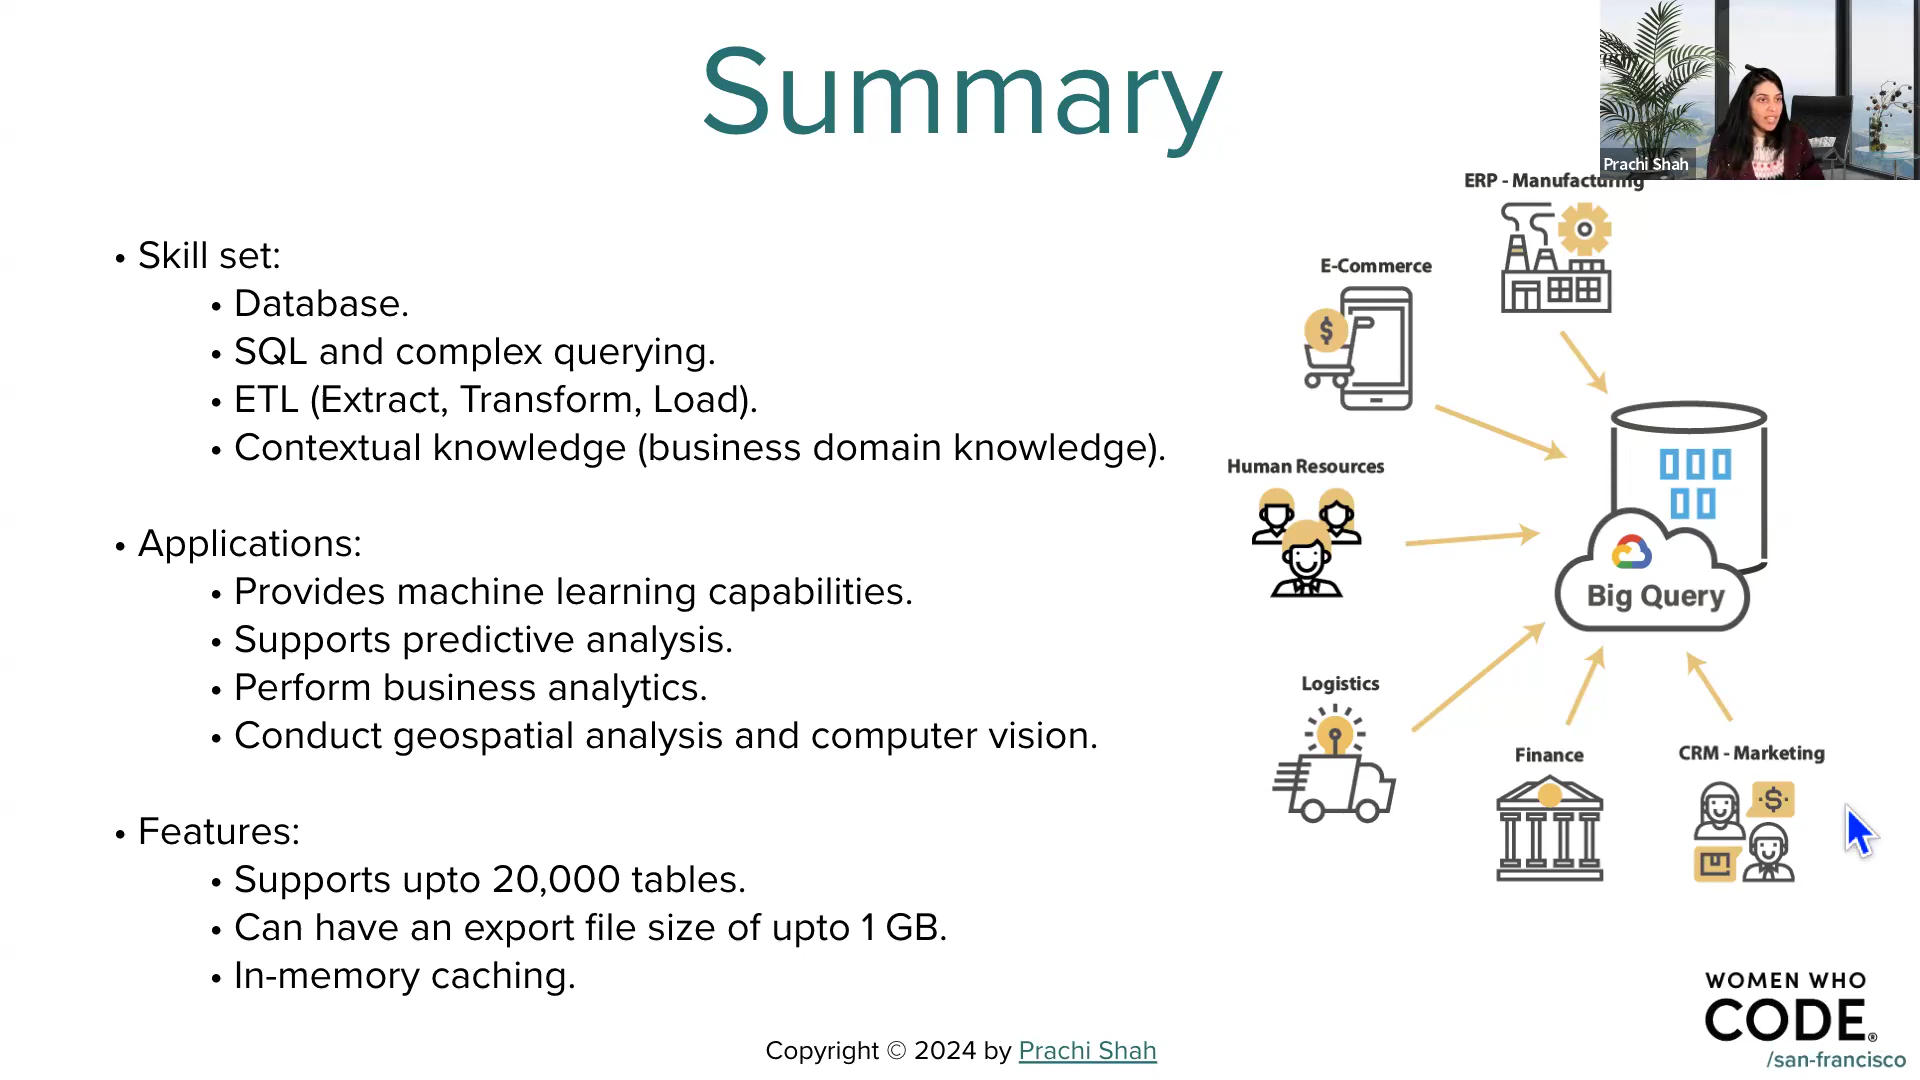 Summary
Prachi Shah
• Skill set:
• Database.
• SQL and complex querying.
• ETL (Extract, Transform, Load).
• Contextual knowledge (business domain knowledge).
• Applications:
• Provides machine learning capabilities.
• Supports predictive analysis.
• Perform business analytics.
• Conduct geospatial analysis and computer vision.
• Features:
• Supports upto 20,000 tables.
• Can have an export file size of upto 1 GB.
• In-memory caching.
ERP - Manufacturing
E-Commerce
$
Human Resources
Big Query
Logistics
Finance
CRM - Marketing
$
WOMEN WHO
CODE®
/san-francisco
Copyright © 2024 by Prachi Shah